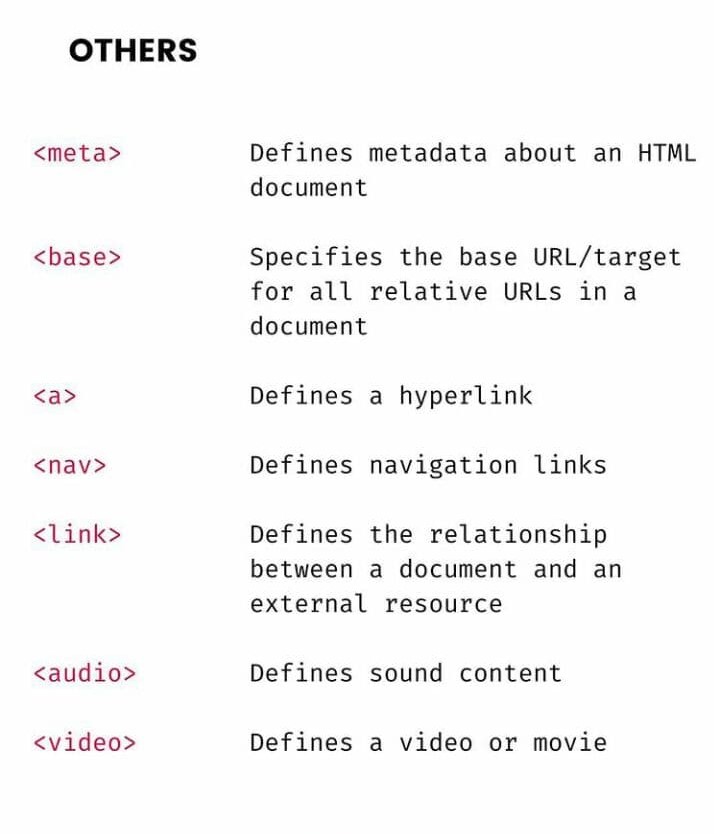 OTHERS
<meta> Defines metadata about an HTML
document
<base> Specifies the base URL/target
for all relative URLs in a
document
<a> Defines a hyperlink
<nav> Defines navigation links
<link> Defines the relationship
between a document and an
external resource
<audio> Defines sound content
<video> Defines a video or movie